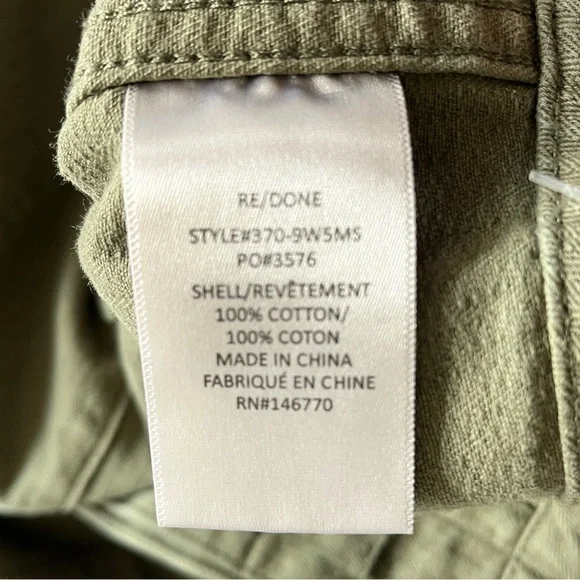 RE/DONE
STYLE#370-9W5MS
PO#3576
SHELL/REVÊTEMENT
100% COTTON/
100% COTON
MADE IN CHINA
FABRIQUÉ EN CHINE
RN#146770